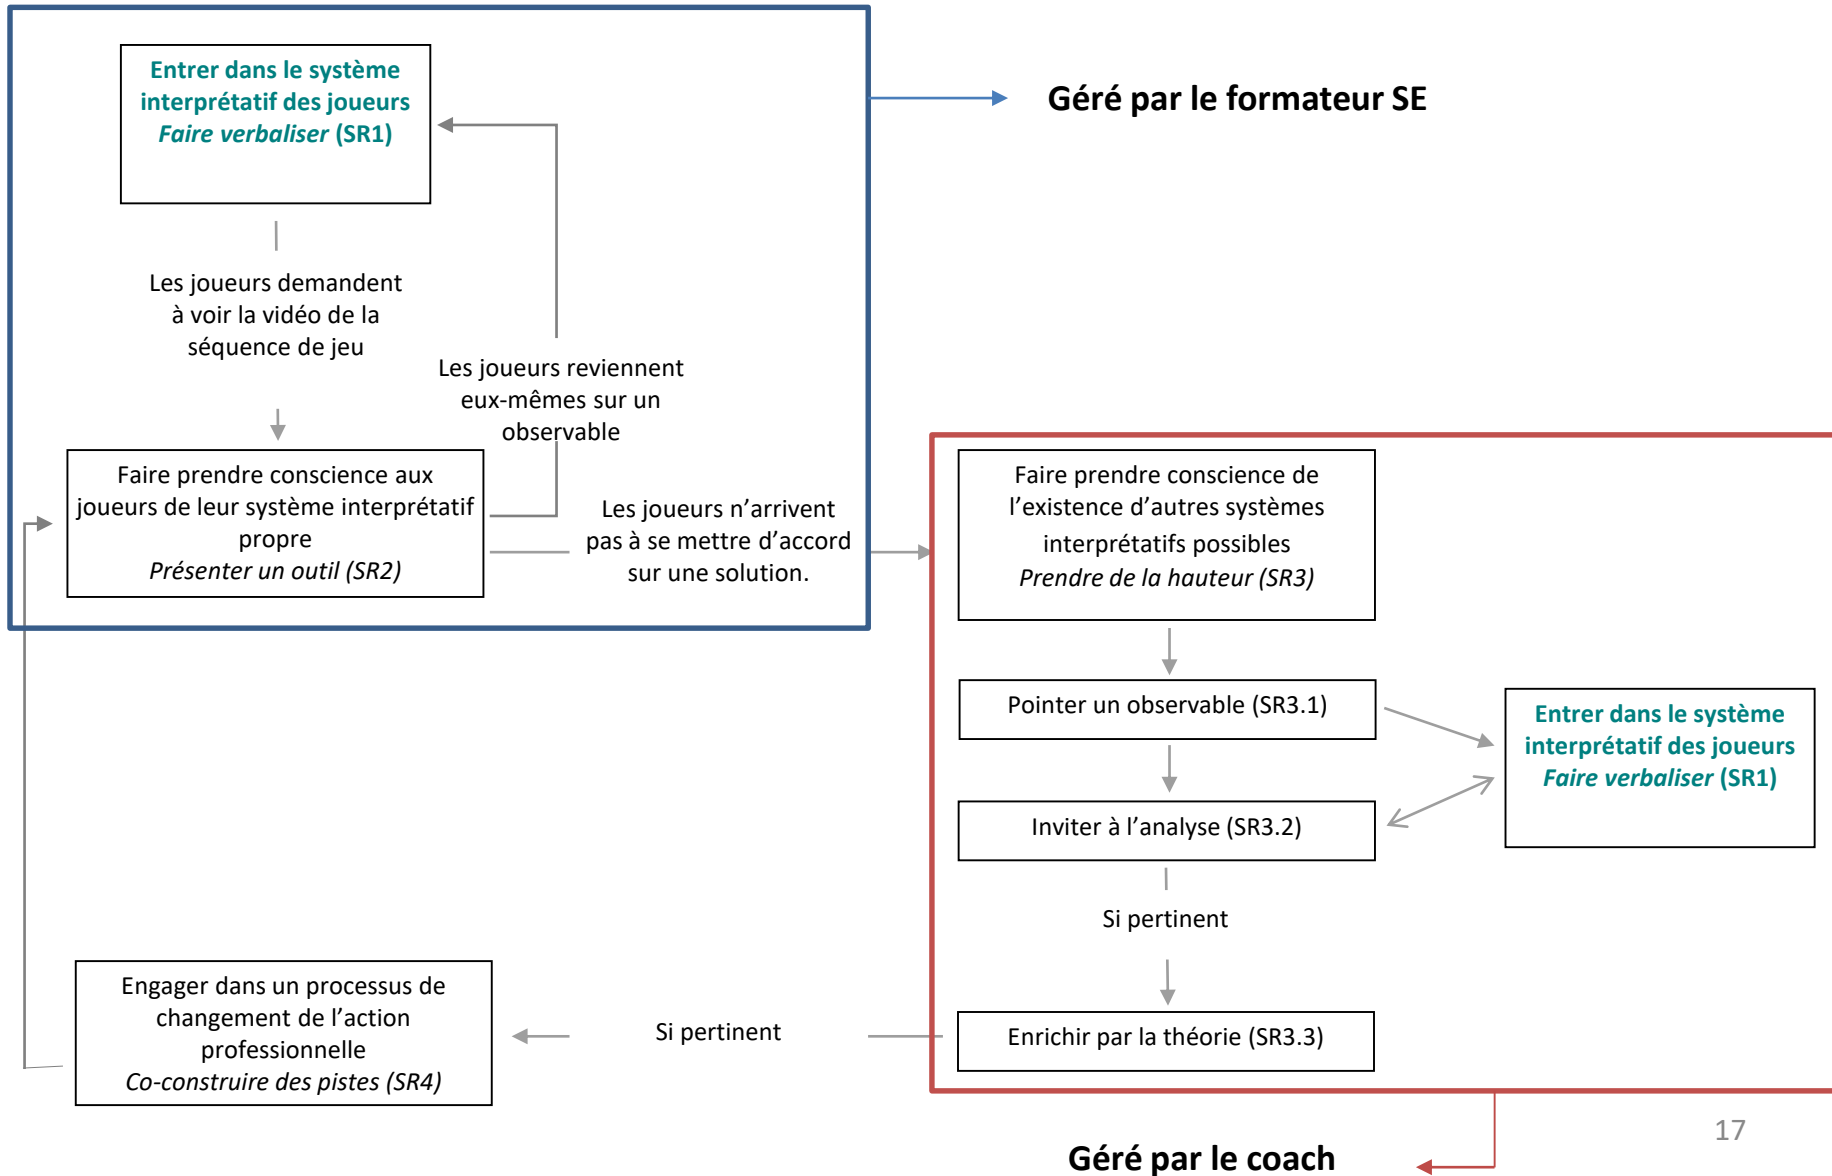 Entrer dans le système
interprétatif des joueurs
Faire verbaliser (SR1)
Géré par le formateur SE
Les joueurs demandent
à voir la vidéo de la
séquence de jeu
Les joueurs reviennent
eux-mêmes sur un
observable
Faire prendre conscience aux
joueurs de leur système interprétatif
propre
Présenter un outil (SR2)
Les joueurs n’arrivent
pas à se mettre d’accord
sur une solution.
Faire prendre conscience de
l’existence d’autres systèmes
interprétatifs possibles
Prendre de la hauteur (SR3)
Pointer un observable (SR3.1)
Entrer dans le système
interprétatif des joueurs
Faire verbaliser (SR1)
Inviter à l’analyse (SR3.2)
Si pertinent
Enrichir par la théorie (SR3.3)
Si pertinent
Engager dans un processus de
changement de l’action
professionnelle
Co-construire des pistes (SR4)
Géré par le coach
17